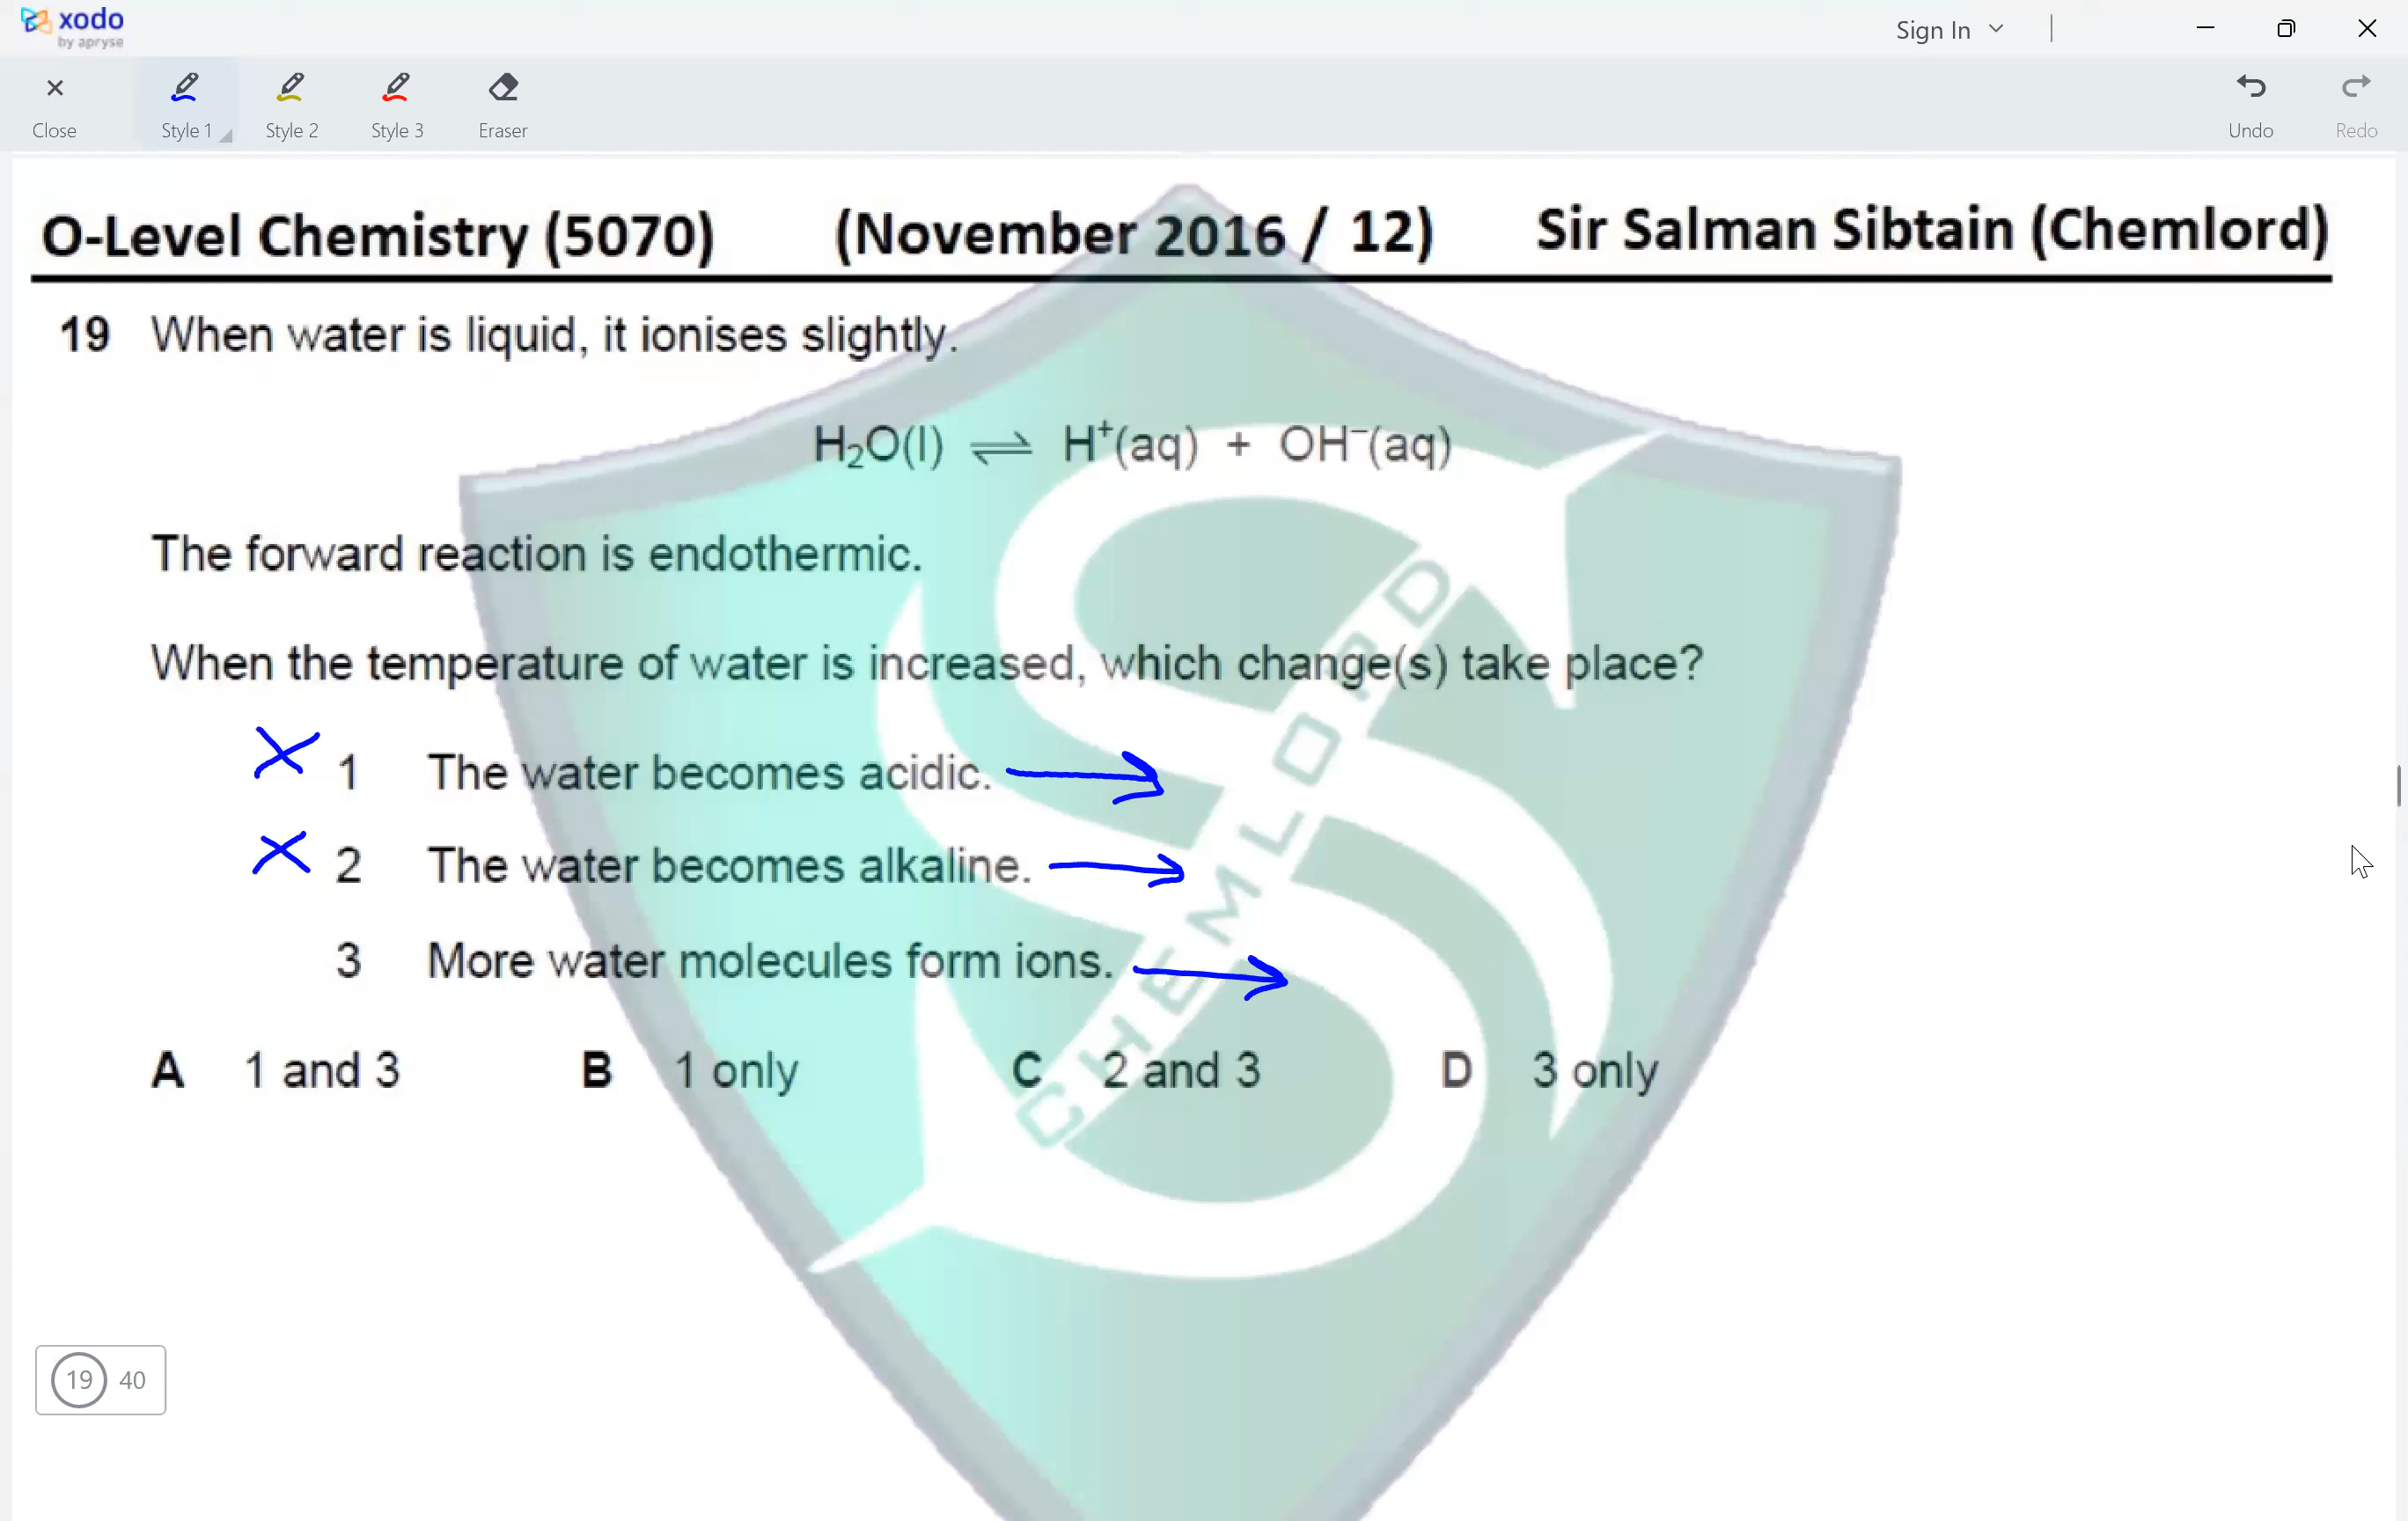 xodo
by apryse
Sign In
Close
Style 1
Style 2
Style 3
Eraser
Undo
Redo
O-Level Chemistry (5070) (November 2016 / 12) Sir Salman Sibtain (Chemlord)
19 When water is liquid, it ionises slightly.
H₂O(l) ⇌ H⁺(aq) + OH⁻(aq)
The forward reaction is endothermic.
When the temperature of water is increased, which change(s) take place?
1 The water becomes acidic.
2 The water becomes alkaline.
3 More water molecules form ions.
A 1 and 3 B 1 only C 2 and 3 D 3 only
CHEMLORD
19 40